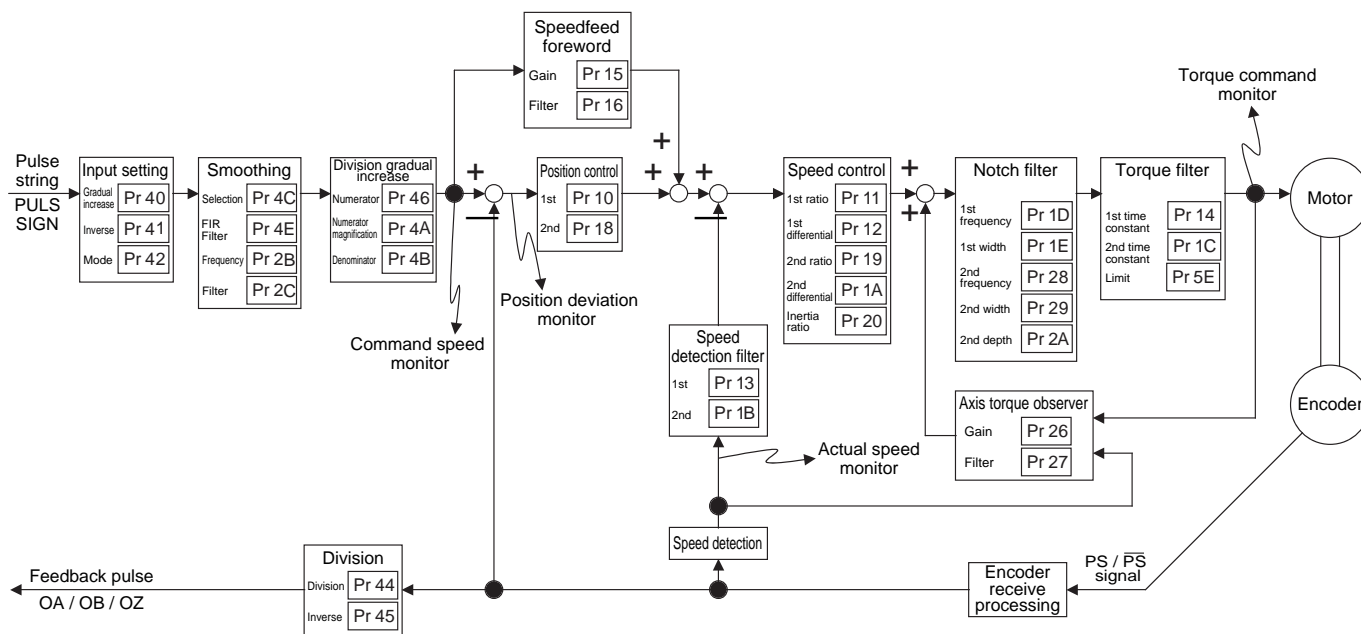 Speedfeed
foreword
Gain Pr 15
Filter Pr 16
Torque command
monitor
Pulse
string
PULS
SIGN
Input setting
Gradual
increase Pr 40
Inverse Pr 41
Mode Pr 42
Smoothing
Selection Pr 4C
FIR
Filter Pr 4E
Frequency Pr 2B
Filter Pr 2C
Division gradual
increase
Numerator Pr 46
Numerator
magnification Pr 4A
Denominator Pr 4B
+
Position control
1st Pr 10
2nd Pr 18
+
+
+
Speed control
1st ratio Pr 11
1st
differential Pr 12
2nd ratio Pr 19
2nd
differential Pr 1A
Inertia
ratio Pr 20
+
+
Notch filter
1st
frequency Pr 1D
1st width Pr 1E
2nd
frequency Pr 28
2nd width Pr 29
2nd depth Pr 2A
Torque filter
1st time
constant Pr 14
2nd time
constant Pr 1C
Limit Pr 5E
Motor
Position deviation
monitor
Command speed
monitor
Speed
detection filter
1st Pr 13
2nd Pr 1B
Axis torque observer
Gain Pr 26
Filter Pr 27
Encoder
Actual speed
monitor
Speed detection
Feedback pulse
OA / OB / OZ
Division
Division Pr 44
Inverse Pr 45
Encoder
receive
processing
PS / P̅S̅
signal